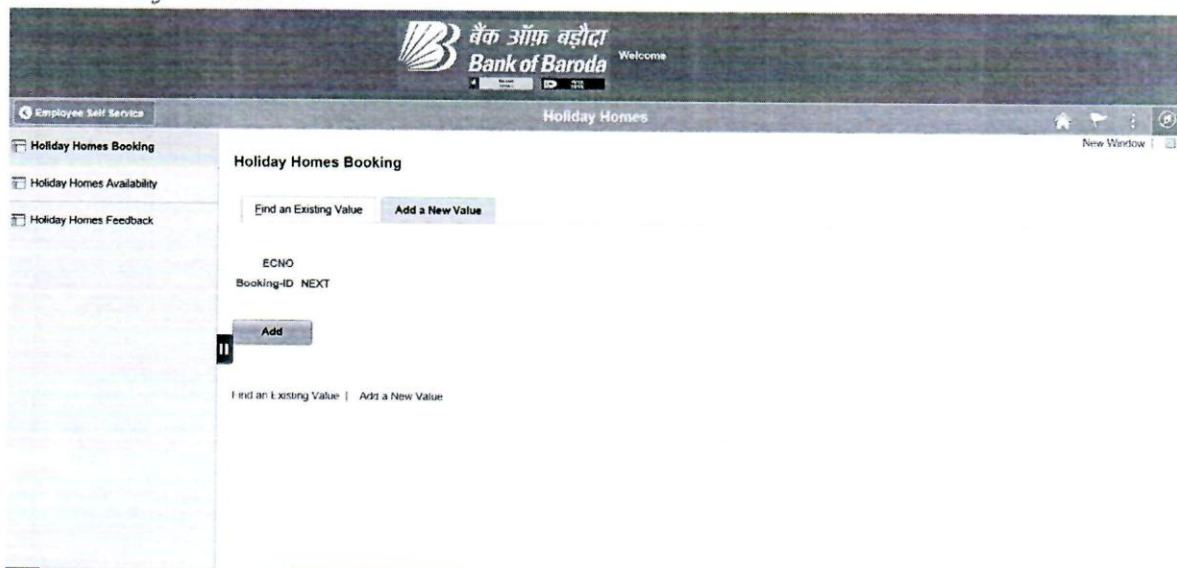 बैंक ऑफ़ बड़ौदा
Bank of Baroda
Welcome
Employee Self Service
Holiday Homes
New Window
Holiday Homes Booking
Holiday Homes Availability
Holiday Homes Feedback
Holiday Homes Booking
Find an Existing Value
Add a New Value
ECNO
Booking-ID NEXT
Add
Find an Existing Value | Add a New Value